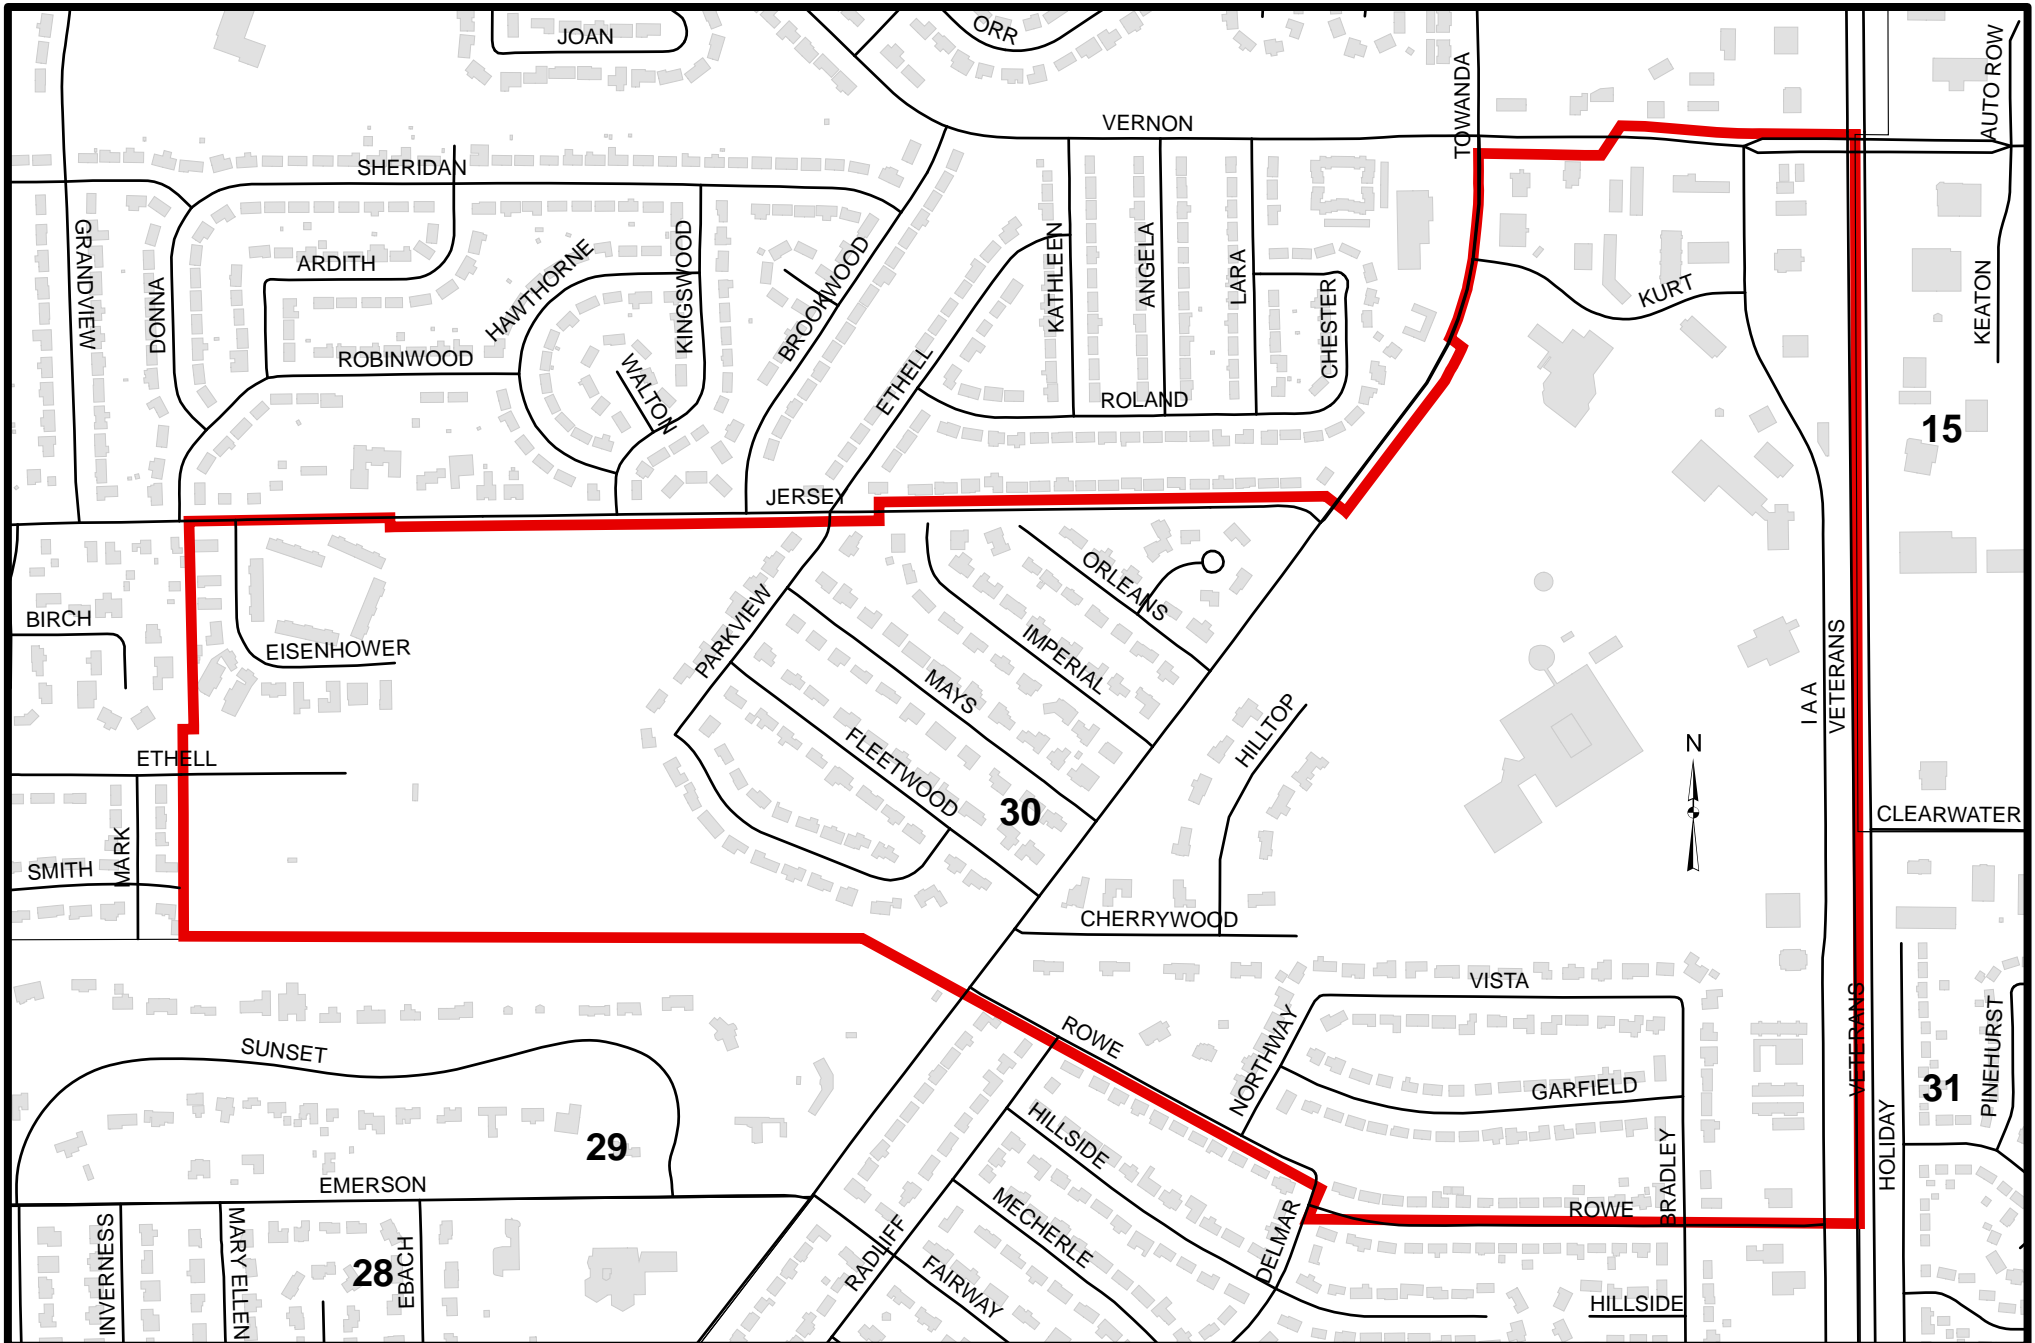 JOAN
ORR
TOWANDA
AUTO ROW
VERNON
SHERIDAN
GRANDVIEW
DONNA
ARDITH
HAWTHORNE
KINGSWOOD
BROOKWOOD
KATHLEEN
ANGELA
LARA
CHESTER
KURT
KEATON
ROBINWOOD
WALTON
ETHELL
ROLAND
15
JERSEY
BIRCH
EISENHOWER
PARKVIEW
ORLEANS
IMPERIAL
MAYS
FLEETWOOD
HILLTOP
I A A
VETERANS
N
ETHELL
MARK
SMITH
30
CLEARWATER
CHERRYWOOD
VISTA
ROWE
NORTHWAY
GARFIELD
VETERANS
PINEHURST
31
SUNSET
29
HILLSIDE
BRADLEY
HOLIDAY
EMERSON
MECHERLE
DELMAR
ROWE
INVERNESS
MARY ELLEN
28
EBACH
RADLIFF
FAIRWAY
HILLSIDE